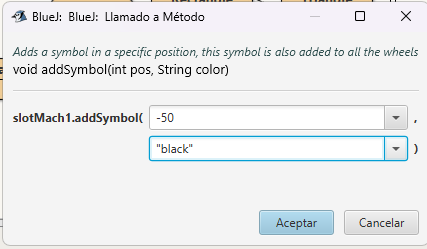 BlueJ: BlueJ: Llamado a Método
Adds a symbol in a specific position, this symbol is also added to all the wheels
void addSymbol(int pos, String color)
slotMach1.addSymbol( -50 ,
"black" )
Aceptar Cancelar